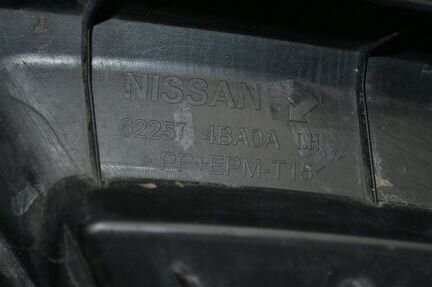 NISSAN
62257 4BA0A LH
>PP+EPM-T15<